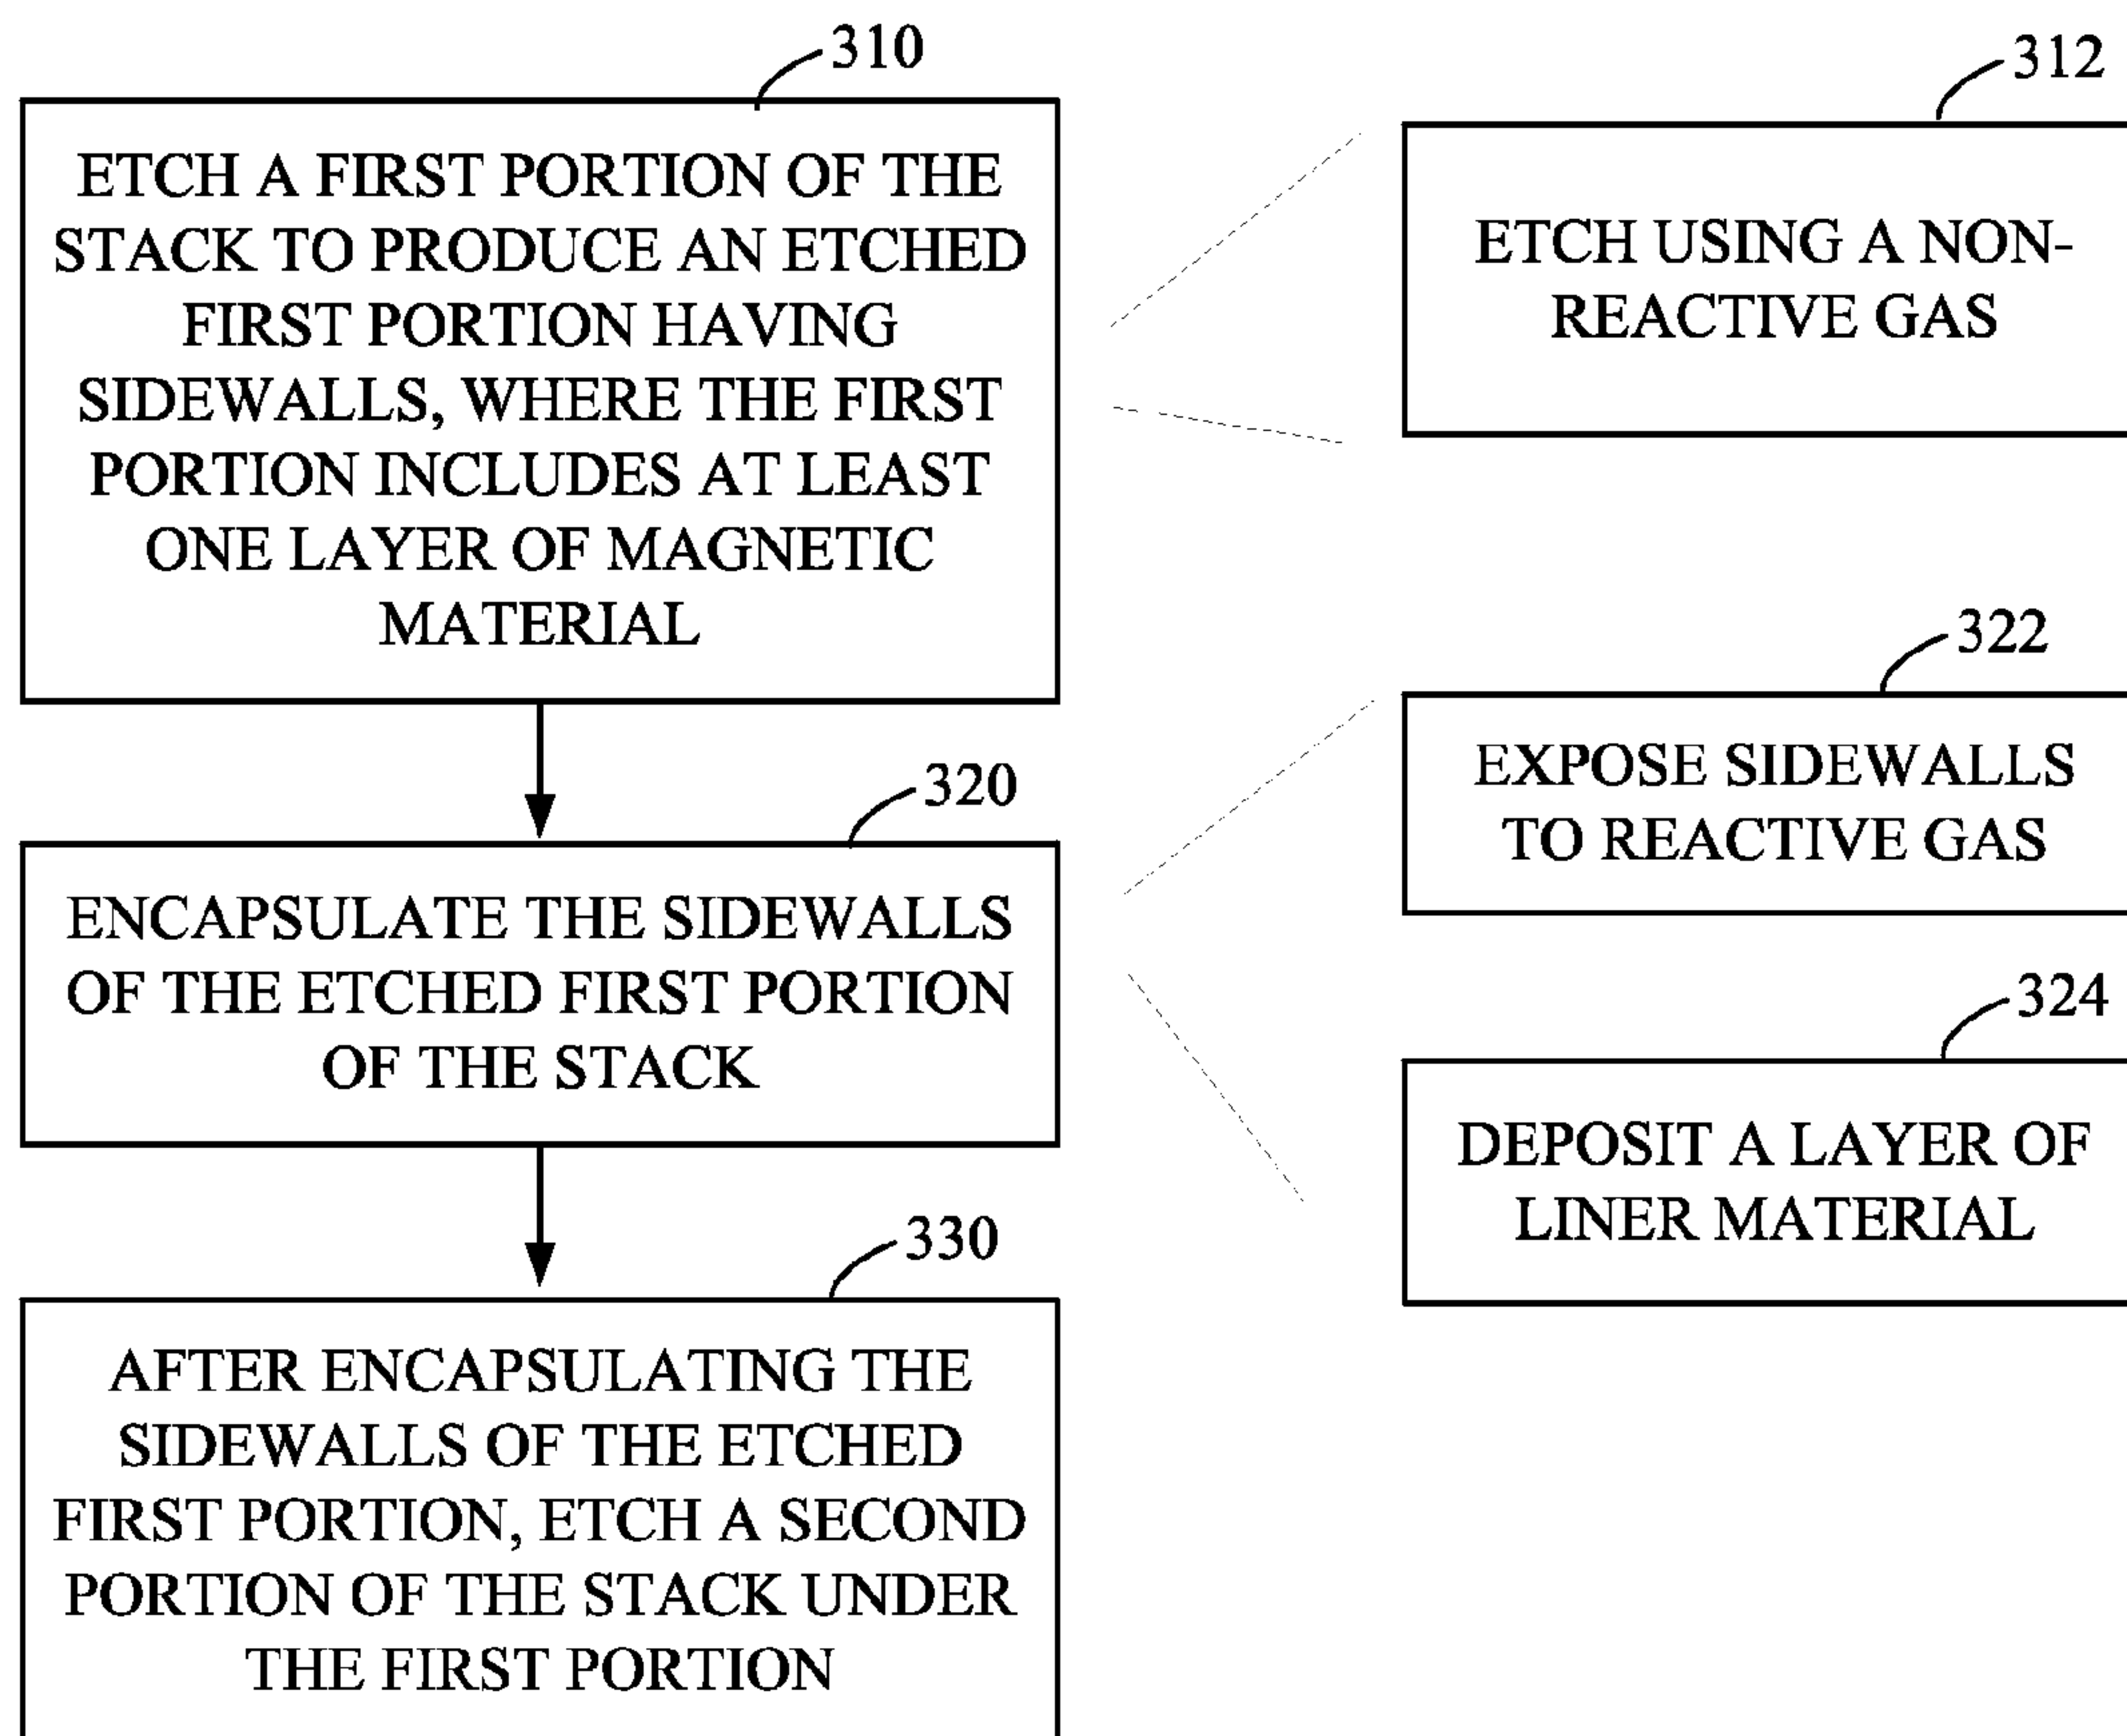 310
ETCH A FIRST PORTION OF THE
STACK TO PRODUCE AN ETCHED
FIRST PORTION HAVING
SIDEWALLS, WHERE THE FIRST
PORTION INCLUDES AT LEAST
ONE LAYER OF MAGNETIC
MATERIAL
312
ETCH USING A NON-
REACTIVE GAS
320
ENCAPSULATE THE SIDEWALLS
OF THE ETCHED FIRST PORTION
OF THE STACK
322
EXPOSE SIDEWALLS
TO REACTIVE GAS
324
DEPOSIT A LAYER OF
LINER MATERIAL
330
AFTER ENCAPSULATING THE
SIDEWALLS OF THE ETCHED
FIRST PORTION, ETCH A SECOND
PORTION OF THE STACK UNDER
THE FIRST PORTION